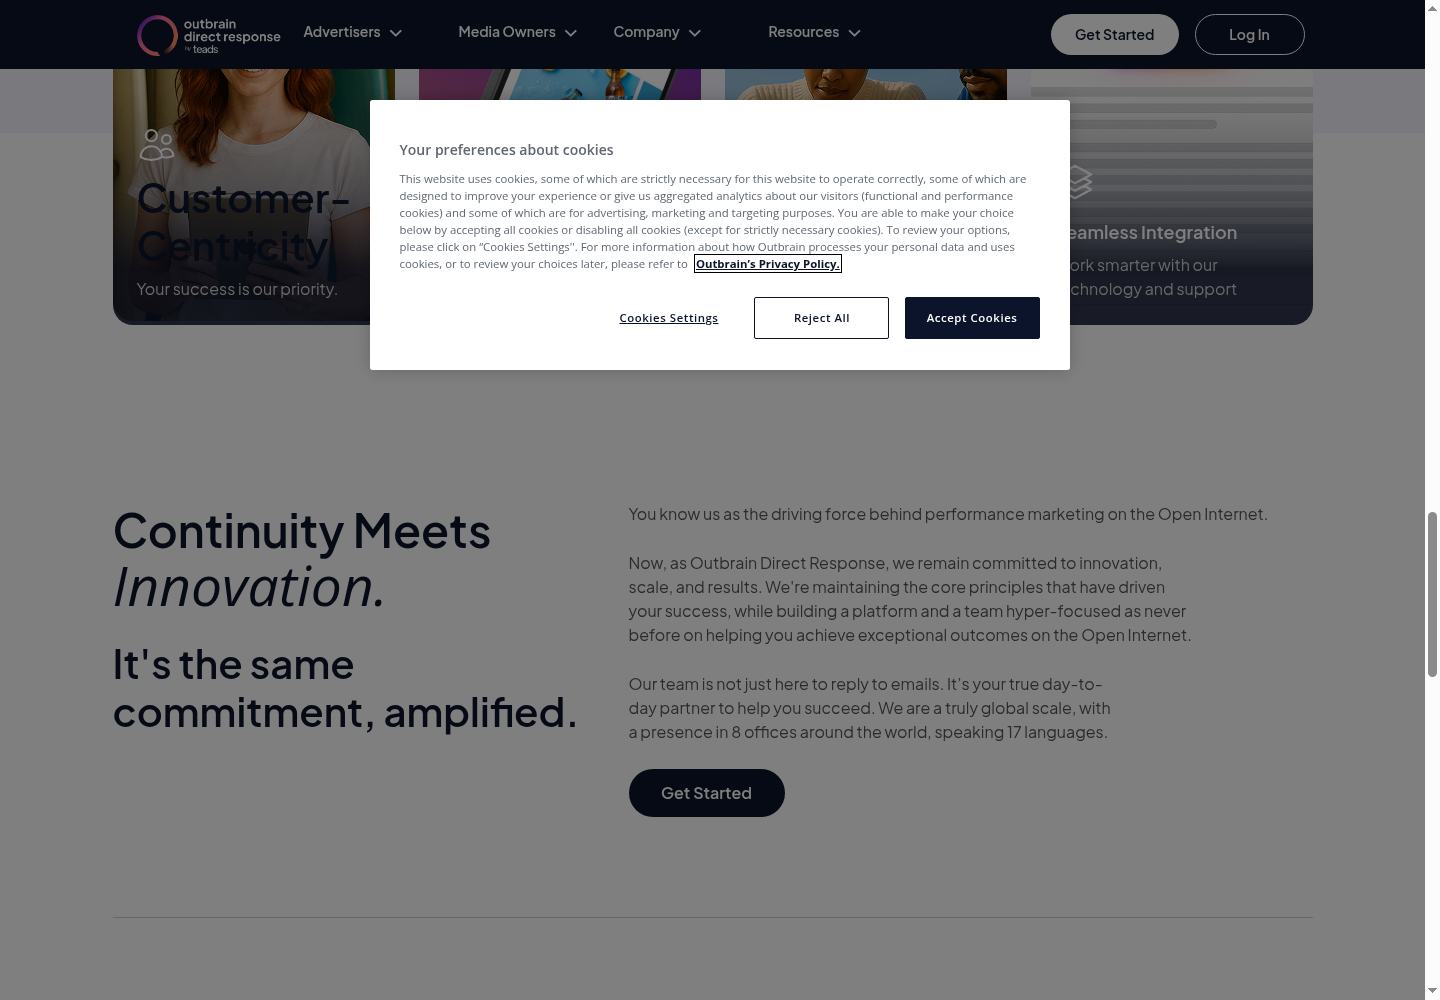 outbrain
direct response
by teads
Advertisers
Media Owners
Company
Resources
Get Started
Log In
Customer-
Centricity
Your success is our priority.
eamless Integration
ork smarter with our
chnology and support
Your preferences about cookies
This website uses cookies, some of which are strictly necessary for this website to operate correctly, some of which are
designed to improve your experience or give us aggregated analytics about our visitors (functional and performance
cookies) and some of which are for advertising, marketing and targeting purposes. You are able to make your choice
below by accepting all cookies or disabling all cookies (except for strictly necessary cookies). To review your options,
please click on “Cookies Settings''. For more information about how Outbrain processes your personal data and uses
cookies, or to review your choices later, please refer to Outbrain’s Privacy Policy.
Cookies Settings
Reject All
Accept Cookies
Continuity Meets
Innovation.
It's the same
commitment, amplified.
You know us as the driving force behind performance marketing on the Open Internet.
Now, as Outbrain Direct Response, we remain committed to innovation,
scale, and results. We're maintaining the core principles that have driven
your success, while building a platform and a team hyper-focused as never
before on helping you achieve exceptional outcomes on the Open Internet.
Our team is not just here to reply to emails. It’s your true day-to-
day partner to help you succeed. We are a truly global scale, with
a presence in 8 offices around the world, speaking 17 languages.
Get Started